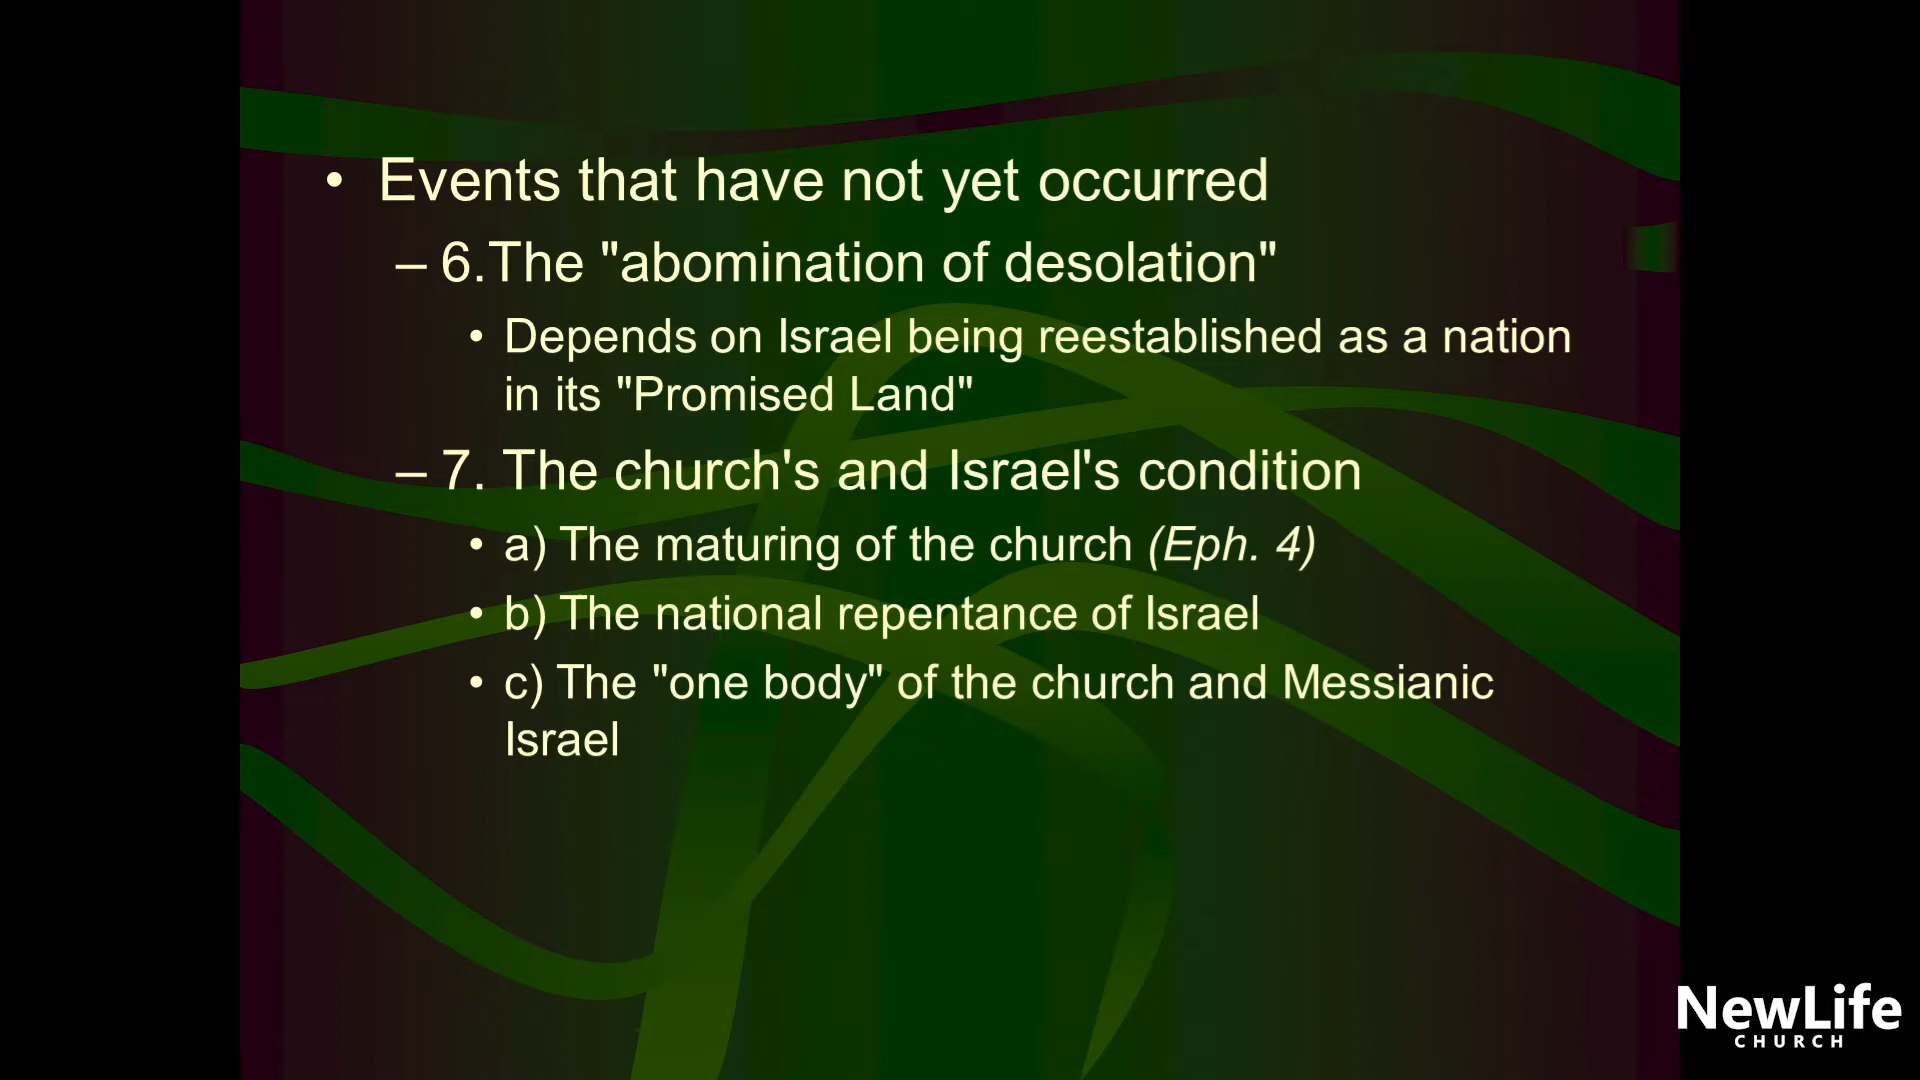 • Events that have not yet occurred
– 6.The "abomination of desolation"
• Depends on Israel being reestablished as a nation
in its "Promised Land"
– 7. The church's and Israel's condition
• a) The maturing of the church (Eph. 4)
• b) The national repentance of Israel
• c) The "one body" of the church and Messianic
Israel
NewLife
CHURCH